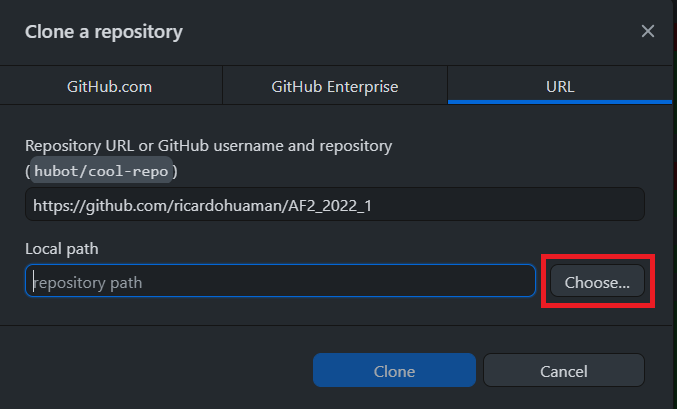 Clone a repository
GitHub.com
GitHub Enterprise
URL
Repository URL or GitHub username and repository
(hubot/cool-repo)
https://github.com/ricardohuaman/AF2_2022_1
Local path
repository path
Choose...
Clone
Cancel